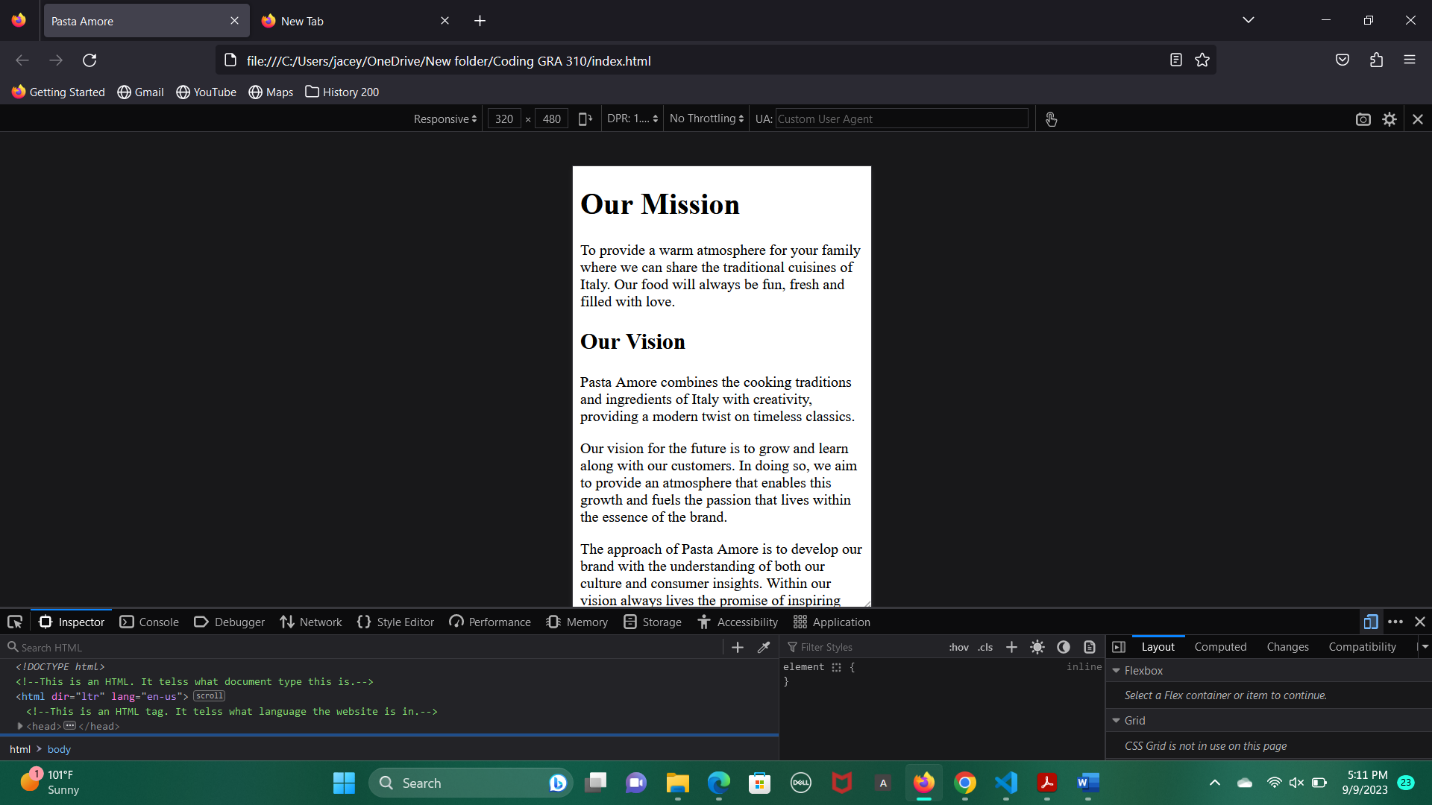 Pasta Amore
New Tab
file:///C:/Users/jacey/OneDrive/New folder/Coding GRA 310/index.html
Getting Started Gmail YouTube Maps History 200
Responsive 320 × 480 DPR: 1.... No Throttling UA: Custom User Agent
Our Mission
To provide a warm atmosphere for your family
where we can share the traditional cuisines of
Italy. Our food will always be fun, fresh and
filled with love.
Our Vision
Pasta Amore combines the cooking traditions
and ingredients of Italy with creativity,
providing a modern twist on timeless classics.
Our vision for the future is to grow and learn
along with our customers. In doing so, we aim
to provide an atmosphere that enables this
growth and fuels the passion that lives within
the essence of the brand.
The approach of Pasta Amore is to develop our
brand with the understanding of both our
culture and consumer insights. Within our
vision always lives the promise of inspiring
Inspector Console Debugger Network Style Editor Performance Memory Storage Accessibility Application
Search HTML
<!DOCTYPE html>
<!--This is an HTML. It telss what document type this is.-->
<html dir="ltr" lang="en-us"> scroll
<!--This is an HTML tag. It telss what language the website is in.-->
<head> ••• </head>
html > body
Filter Styles :hov .cls
element { inline
}
Layout Computed Changes Compatibility
Flexbox
Select a Flex container or item to continue.
Grid
CSS Grid is not in use on this page
1
101°F
Sunny
Search
DELL
A
W
5:11 PM
9/9/2023
23